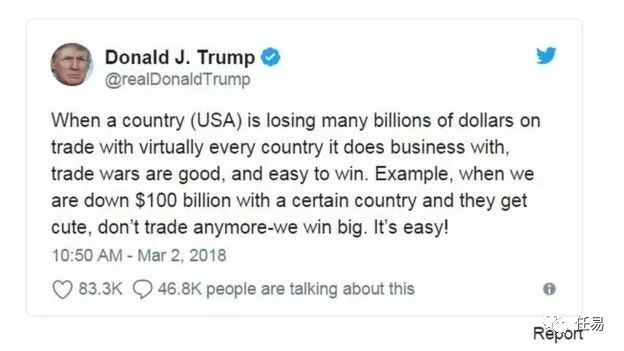 Donald J. Trump
@realDonaldTrump
When a country (USA) is losing many billions of dollars on
trade with virtually every country it does business with,
trade wars are good, and easy to win. Example, when we
are down $100 billion with a certain country and they get
cute, don’t trade anymore-we win big. It’s easy!
10:50 AM - Mar 2, 2018
83.3K 46.8K people are talking about this
任易
Report